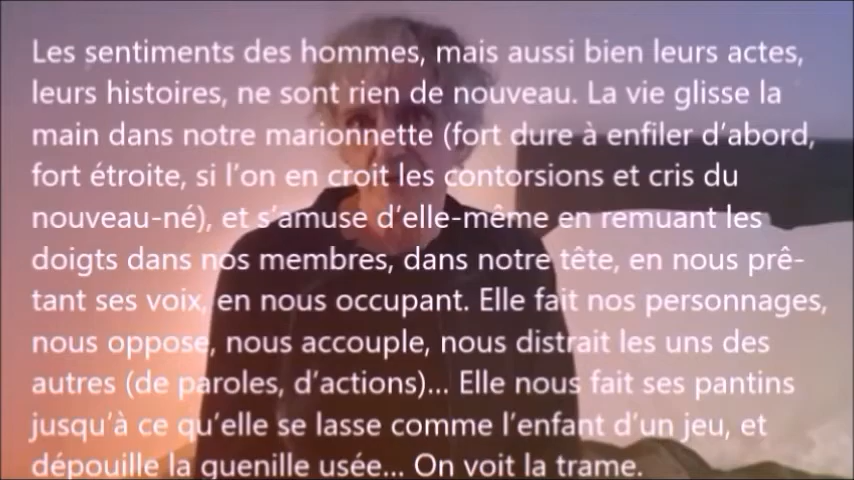 Les sentiments des hommes, mais aussi bien leurs actes,
leurs histoires, ne sont rien de nouveau. La vie glisse la
main dans notre marionnette (fort dure à enfiler d'abord,
fort étroite, si l'on en croit les contorsions et cris du
nouveau-né), et s'amuse d'elle-même en remuant les
doigts dans nos membres, dans notre tête, en nous prê-
tant ses voix, en nous occupant. Elle fait nos personnages,
nous oppose, nous accouple, nous distrait les uns des
autres (de paroles, d'actions)... Elle nous fait ses pantins
jusqu'à ce qu'elle se lasse comme l'enfant d'un jeu, et
dépouille la guenille usée... On voit la trame.